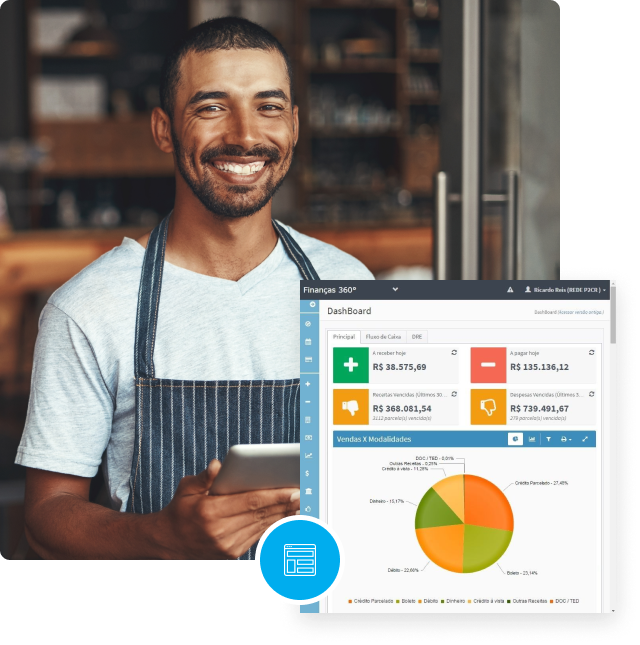 Finanças 360°
Ricardo Reis (REDE P2CR)
DashBoard
DashBoard (Acessar versão antiga)
Principal
Fluxo de Caixa
DRE
A receber hoje
R$ 38.575,69
A pagar hoje
R$ 135.136,12
Receitas Vencidas (Últimos 30...
R$ 368.081,54
2112 parcela(s) vencida(s)
Despesas Vencidas (Últimos 3...
R$ 739.491,67
279 parcela(s) vencida(s)
Vendas X Modalidades
DOC / TED - 0,01%
Outras Receitas - 0,25%
Crédito à vista - 11,20%
Crédito Parcelado - 27,45%
Dinheiro - 15,17%
Débito - 22,66%
Boleto - 23,14%
Crédito Parcelado Boleto Débito Dinheiro Crédito à vista Outras Receitas DOC / TED